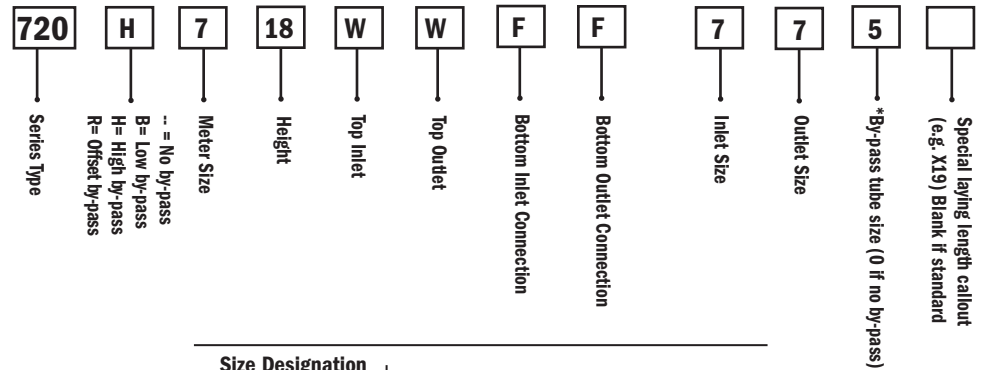 720 H 7 18 W W F F 7 7 5
Series Type
-- = No by-pass
B= Low by-pass
H= High by-pass
R= Offset by-pass
Meter Size
Height
Top Inlet
Top Outlet
Bottom Inlet Connection
Bottom Outlet Connection
Inlet Size
Outlet Size
*By-pass tube size (0 if no by-pass)
Special laying length callout
(e.g. X19) Blank if standard
Size Designation